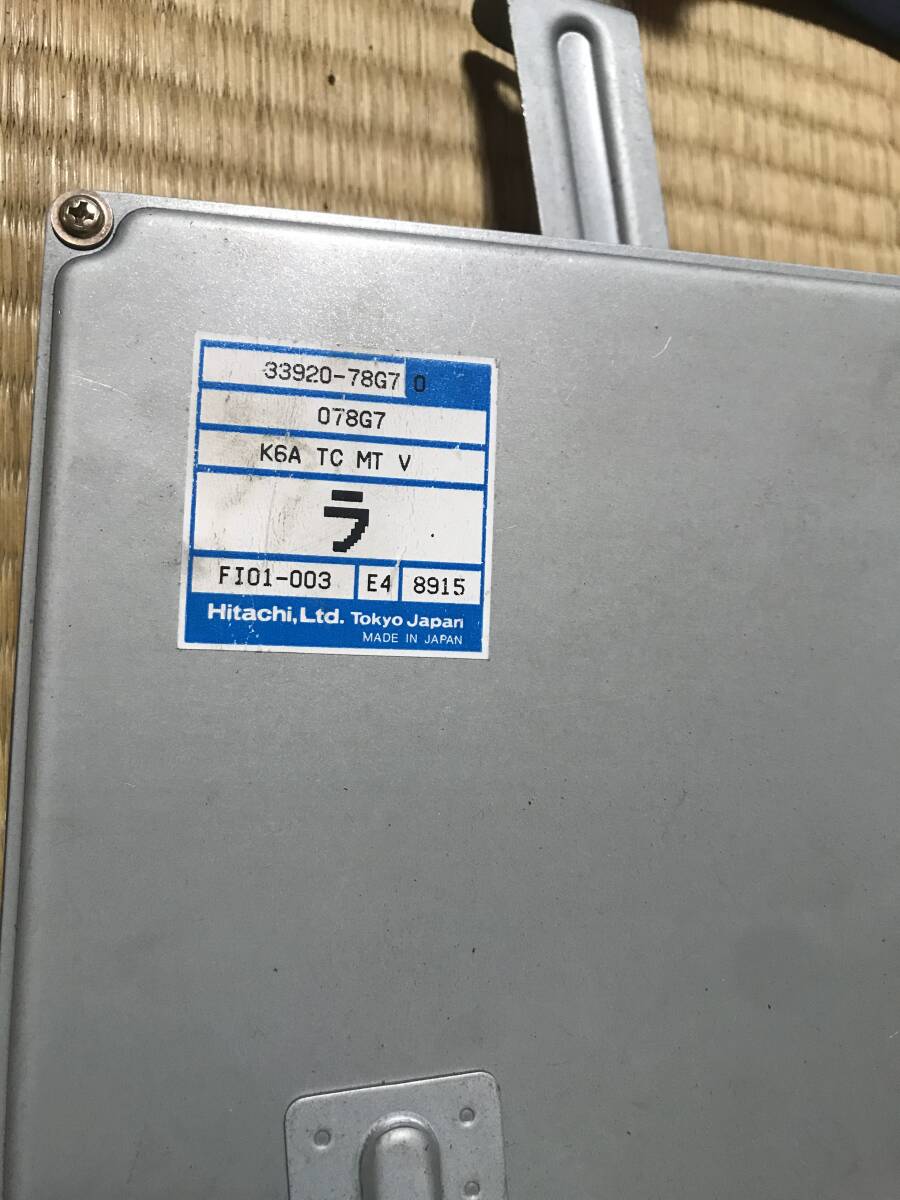 33920-78G7 0
078G7
K6A TC MT V
ラ
FI01-003 E4 8915
Hitachi,Ltd. Tokyo Japan
MADE IN JAPAN